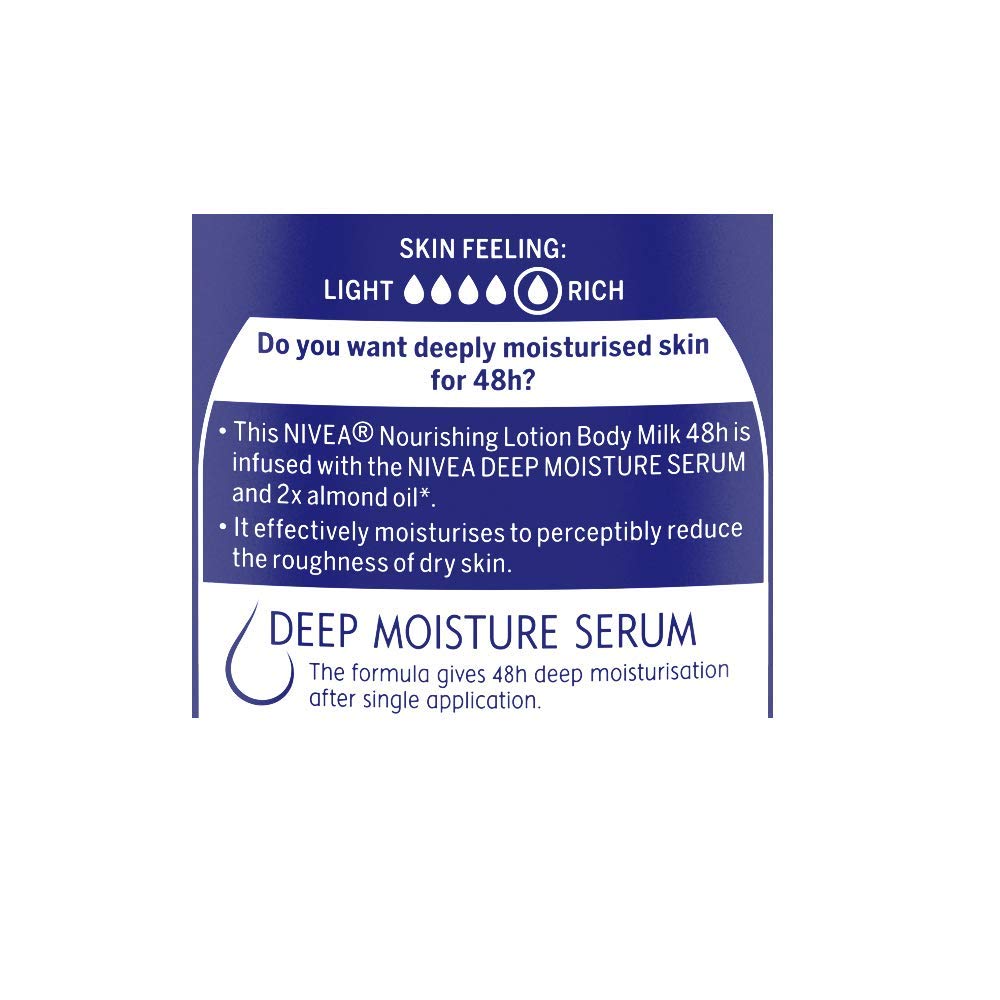 SKIN FEELING:
LIGHT RICH
Do you want deeply moisturised skin
for 48h?
• This NIVEA® Nourishing Lotion Body Milk 48h is
infused with the NIVEA DEEP MOISTURE SERUM
and 2x almond oil*.
• It effectively moisturises to perceptibly reduce
the roughness of dry skin.
DEEP MOISTURE SERUM
The formula gives 48h deep moisturisation
after single application.